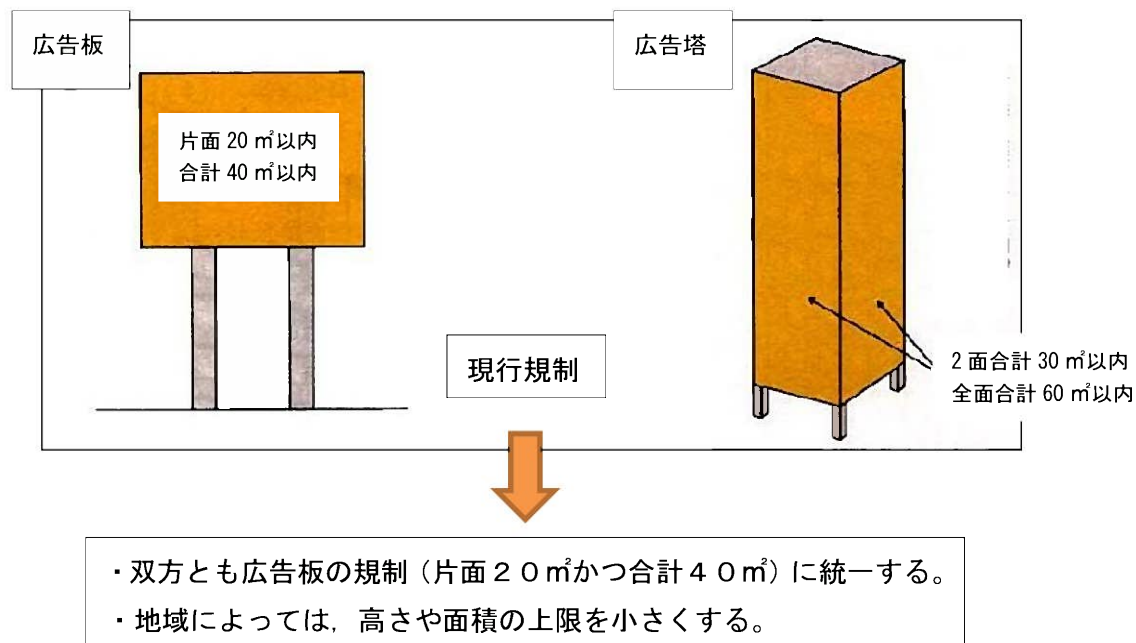 広告板
広告塔
片面 20 ㎡以内
合計 40 ㎡以内
2 面合計 30 ㎡以内
全面合計 60 ㎡以内
現行規制
・双方とも広告板の規制（片面２０㎡かつ合計４０㎡）に統一する。
・地域によっては，高さや面積の上限を小さくする。